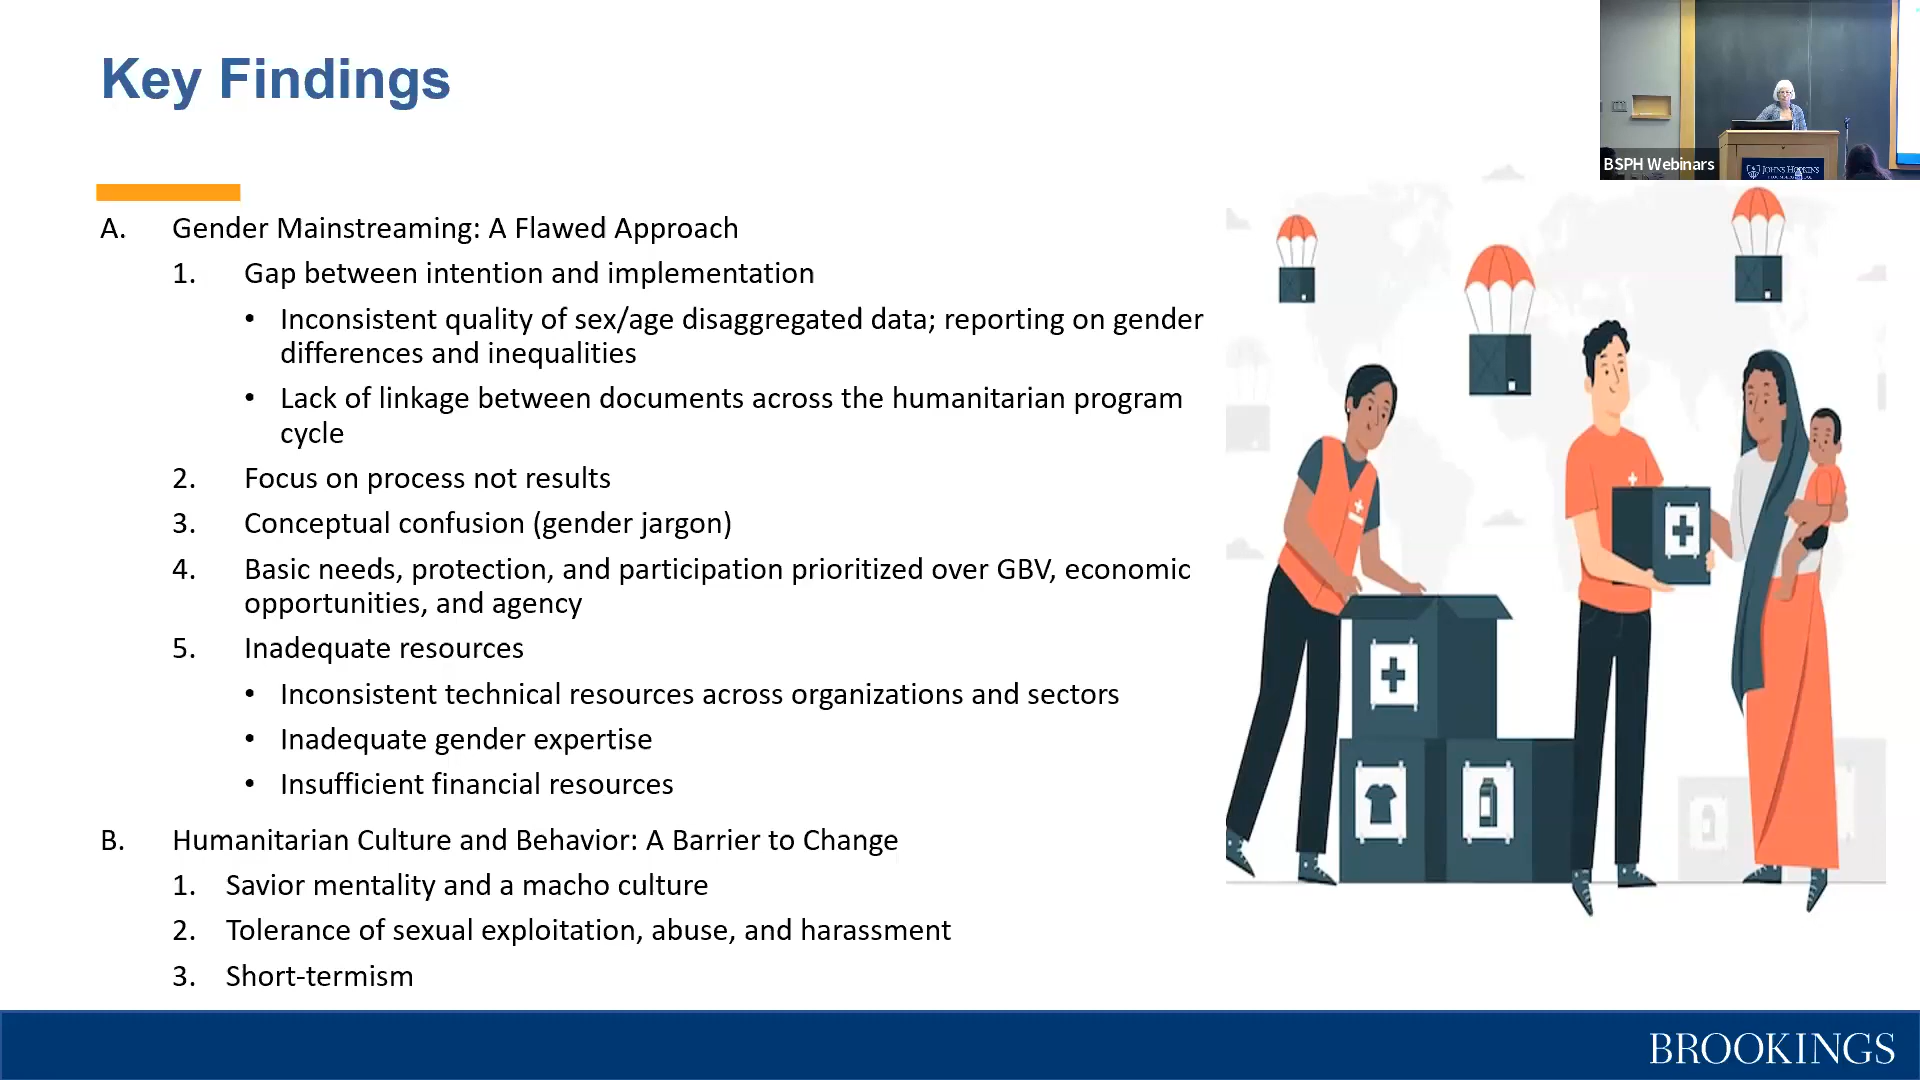 Key Findings
BSPH Webinars
JOHNS HOPKINS
A. Gender Mainstreaming: A Flawed Approach
1. Gap between intention and implementation
• Inconsistent quality of sex/age disaggregated data; reporting on gender
differences and inequalities
• Lack of linkage between documents across the humanitarian program
cycle
2. Focus on process not results
3. Conceptual confusion (gender jargon)
4. Basic needs, protection, and participation prioritized over GBV, economic
opportunities, and agency
5. Inadequate resources
• Inconsistent technical resources across organizations and sectors
• Inadequate gender expertise
• Insufficient financial resources
B. Humanitarian Culture and Behavior: A Barrier to Change
1. Savior mentality and a macho culture
2. Tolerance of sexual exploitation, abuse, and harassment
3. Short-termism
BROOKINGS